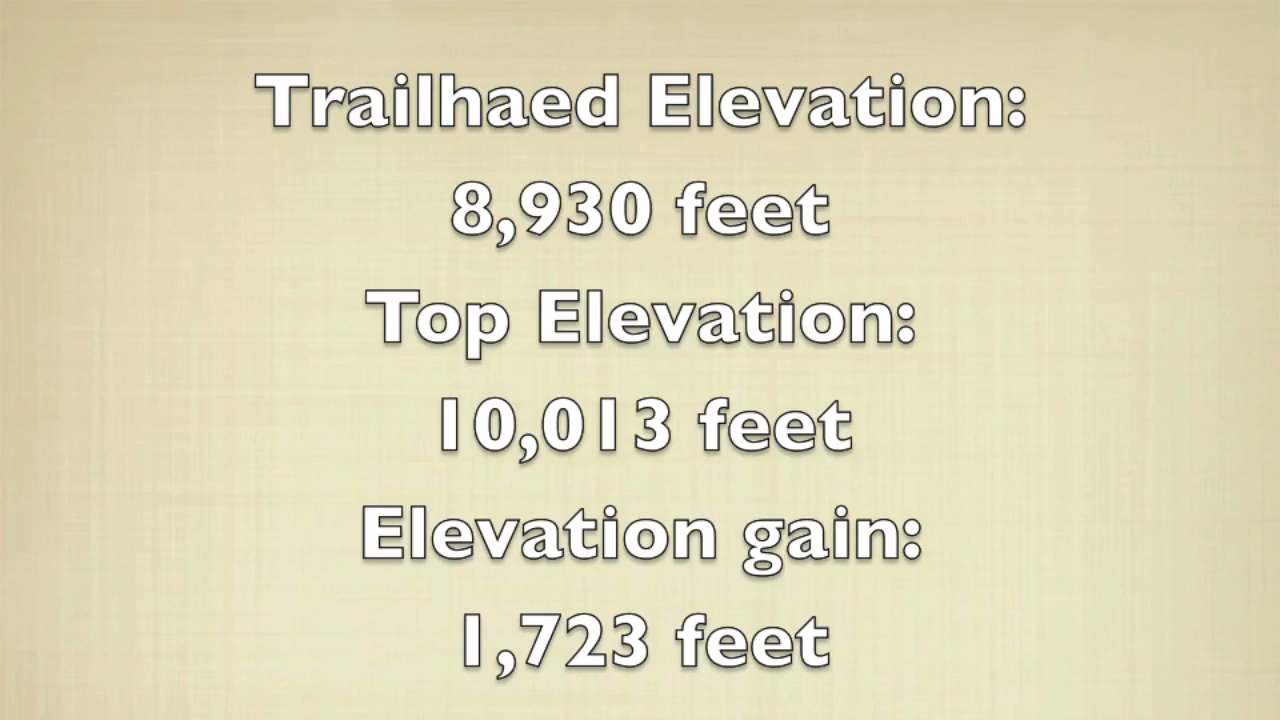 Trailhaed Elevation:
8,930 feet
Top Elevation:
10,013 feet
Elevation gain:
1,723 feet